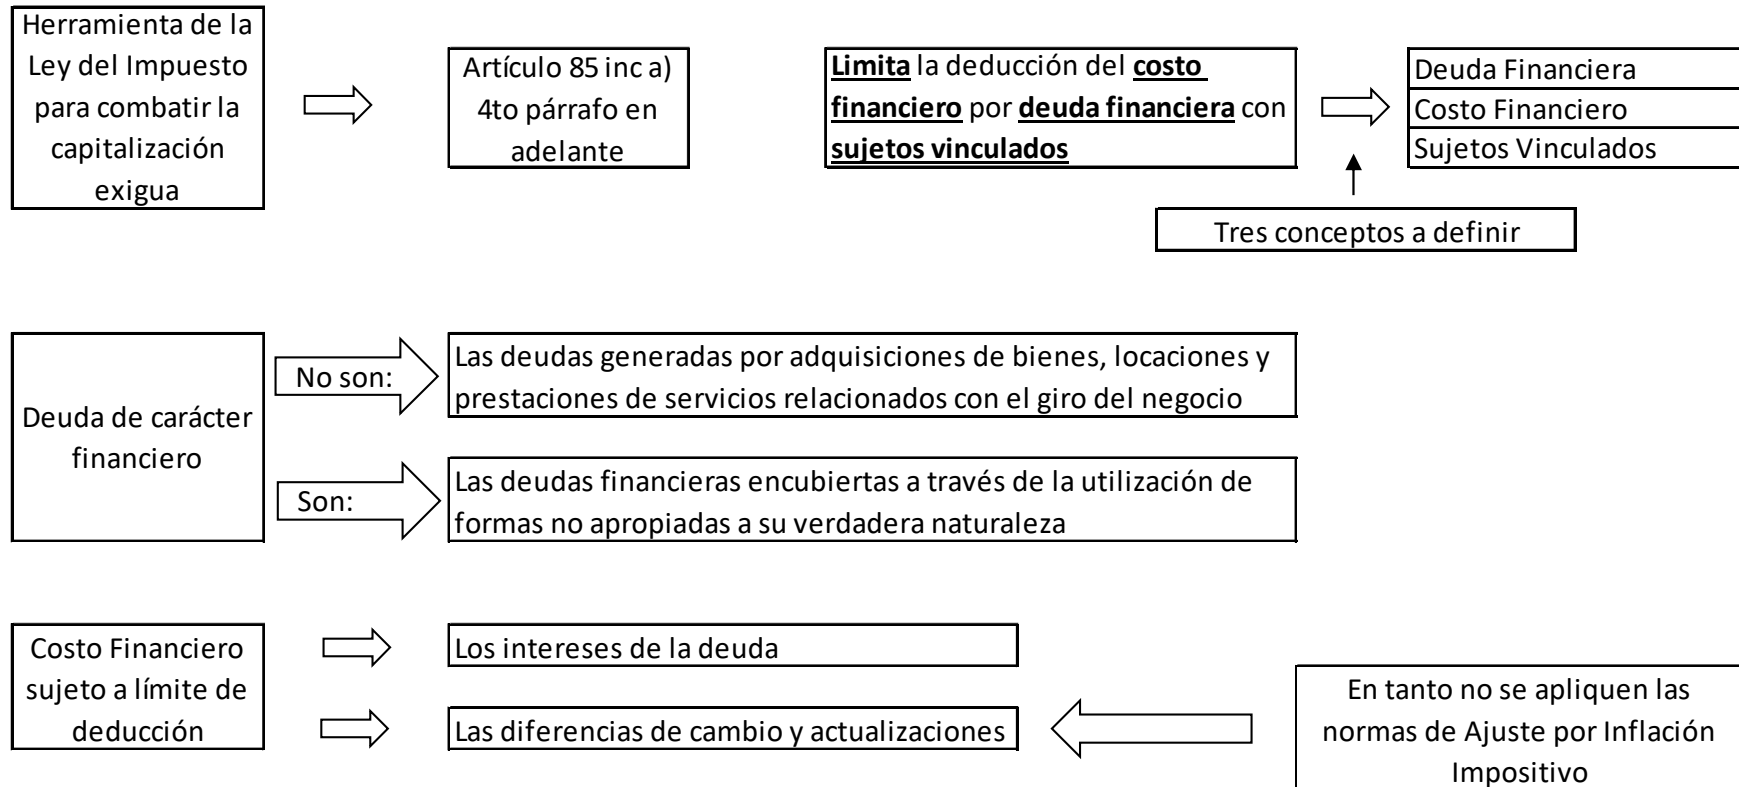 Herramienta de la
Ley del Impuesto
para combatir la
capitalización
exigua
Artículo 85 inc a)
4to párrafo en
adelante
Limita la deducción del costo
financiero por deuda financiera con
sujetos vinculados
Deuda Financiera
Costo Financiero
Sujetos Vinculados
Tres conceptos a definir
Deuda de carácter
financiero
No son:
Las deudas generadas por adquisiciones de bienes, locaciones y
prestaciones de servicios relacionados con el giro del negocio
Son:
Las deudas financieras encubiertas a través de la utilización de
formas no apropiadas a su verdadera naturaleza
Costo Financiero
sujeto a límite de
deducción
Los intereses de la deuda
Las diferencias de cambio y actualizaciones
En tanto no se apliquen las
normas de Ajuste por Inflación
Impositivo